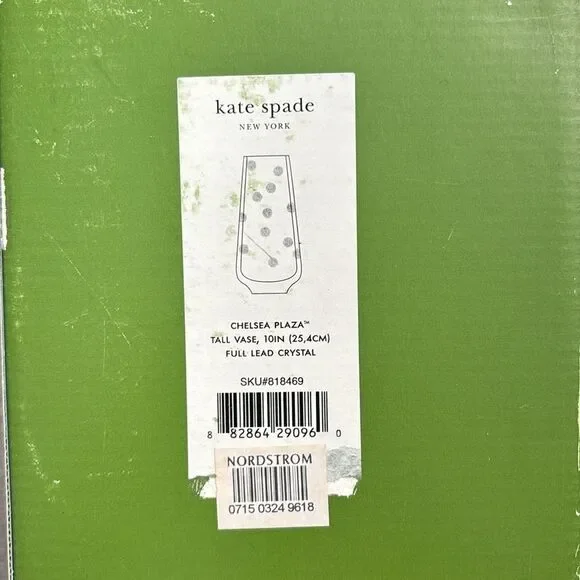 kate spade
NEW YORK
CHELSEA PLAZA™
TALL VASE, 10IN (25,4CM)
FULL LEAD CRYSTAL
SKU#818469
8 82864 29096 0
NORDSTROM
0715 0324 9618